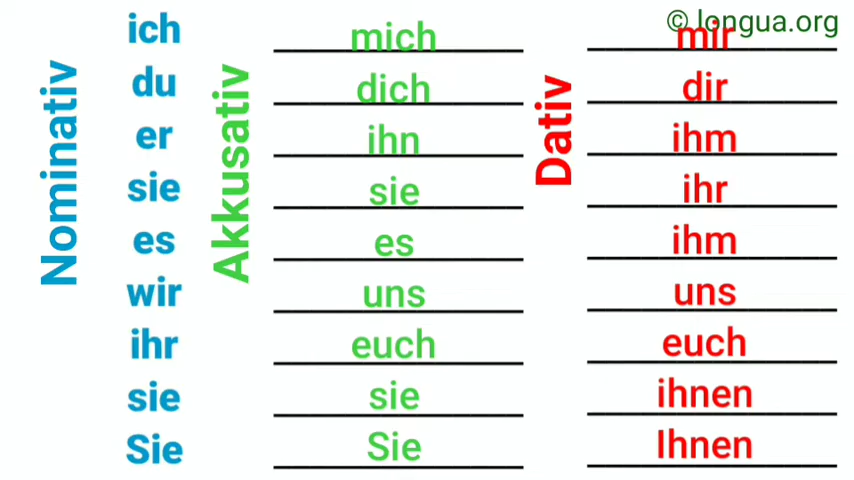 © longua.org
Nominativ Akkusativ Dativ
ich mich mir
du dich dir
er ihn ihm
sie sie ihr
es es ihm
wir uns uns
ihr euch euch
sie sie ihnen
Sie Sie Ihnen